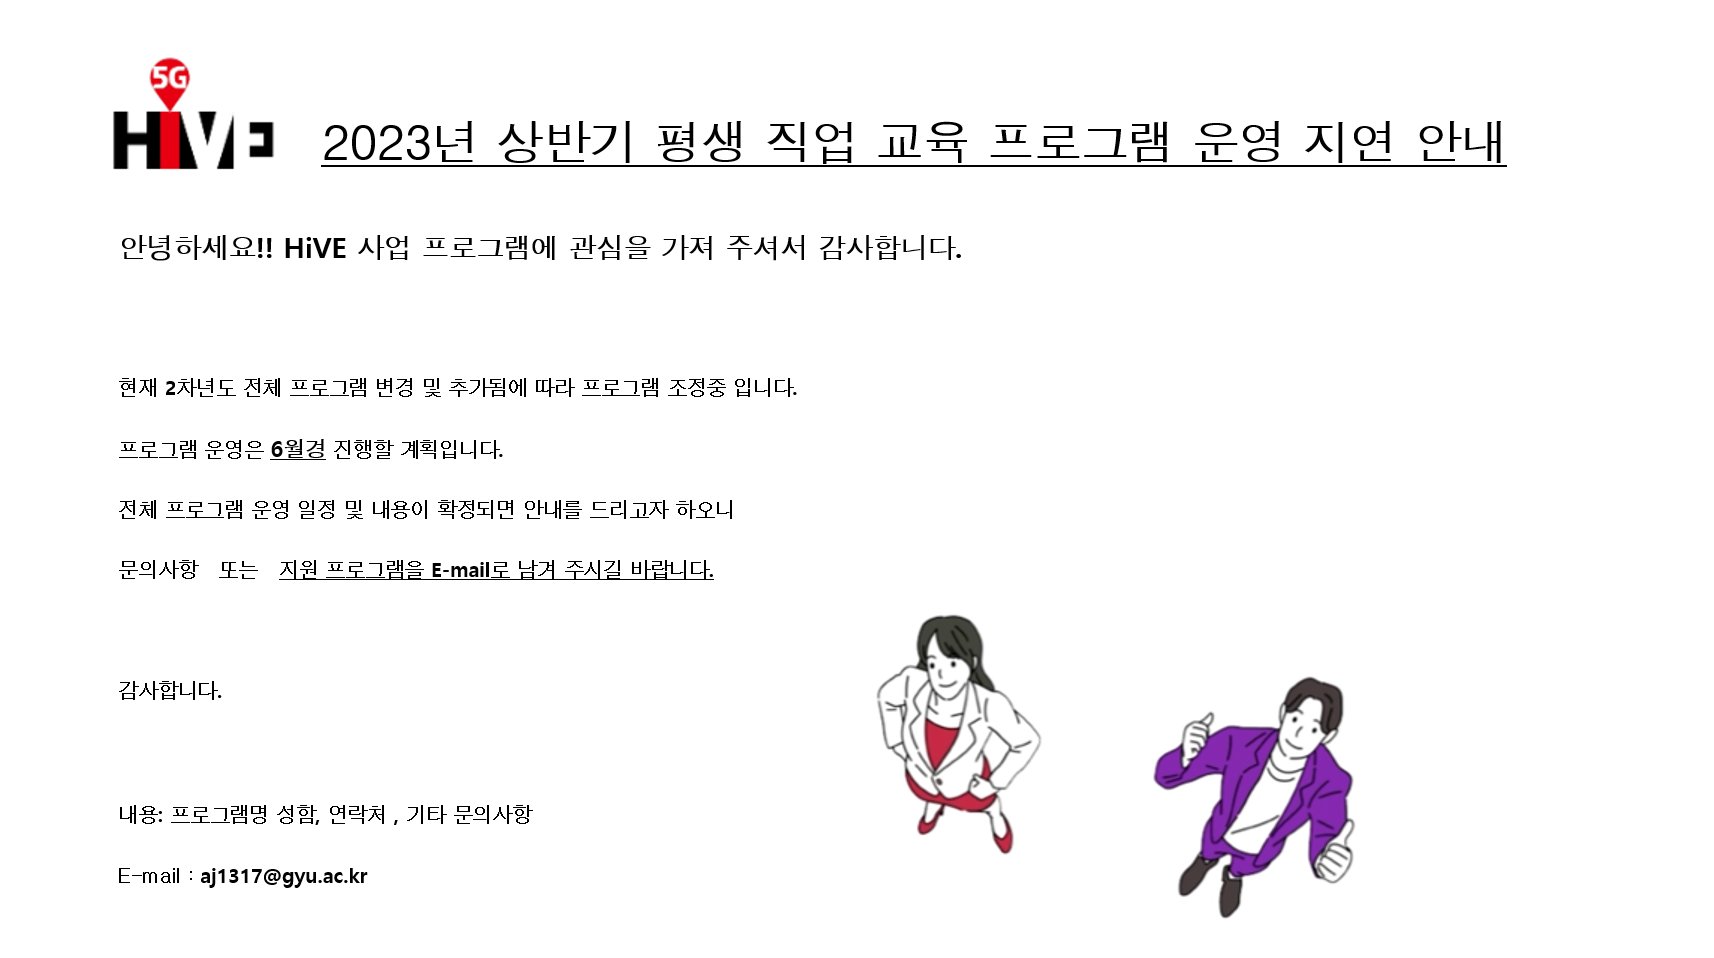 5G
HiVE
2023년 상반기 평생 직업 교육 프로그램 운영 지연 안내
안녕하세요!! HiVE 사업 프로그램에 관심을 가져 주셔서 감사합니다.
현재 2차년도 전체 프로그램 변경 및 추가됨에 따라 프로그램 조정중 입니다.
프로그램 운영은 6월경 진행할 계획입니다.
전체 프로그램 운영 일정 및 내용이 확정되면 안내를 드리고자 하오니
문의사항 또는 지원 프로그램을 E-mail로 남겨 주시길 바랍니다.
감사합니다.
내용: 프로그램명 성함, 연락처 , 기타 문의사항
E-mail : aj1317@gyu.ac.kr